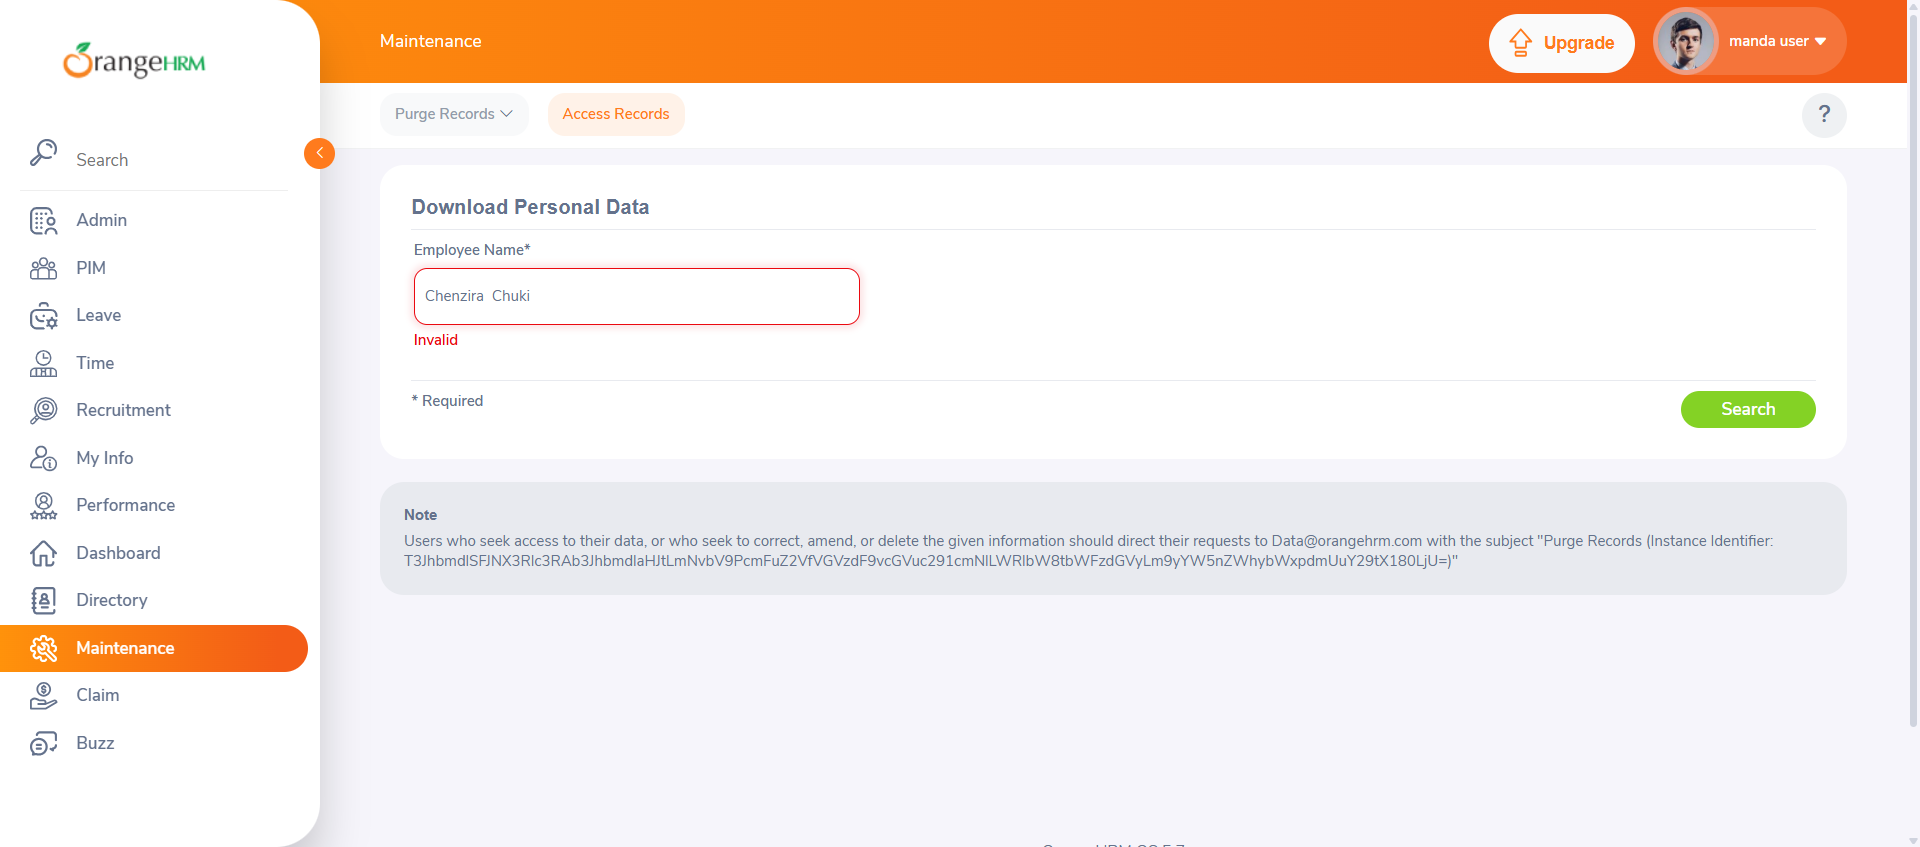 OrangeHRM
Maintenance
Upgrade
manda user
Purge Records
Access Records
?
Search
Admin
PIM
Leave
Time
Recruitment
My Info
Performance
Dashboard
Directory
Maintenance
Claim
Buzz
Download Personal Data
Employee Name*
Chenzira  Chuki
Invalid
* Required
Search
Note
Users who seek access to their data, or who seek to correct, amend, or delete the given information should direct their requests to Data@orangehrm.com with the subject "Purge Records (Instance Identifier:
T3JhbmdlSFJNX3Rlc3RAb3JhbmdlaHJtLmNvbV9PcmFuZ2VfVGVzdF9vcGVuc291cmNlLWRlbW8tbWFzdGVyLm9yYW5nZWhybWxpdmUuY29tX180LjU=)"